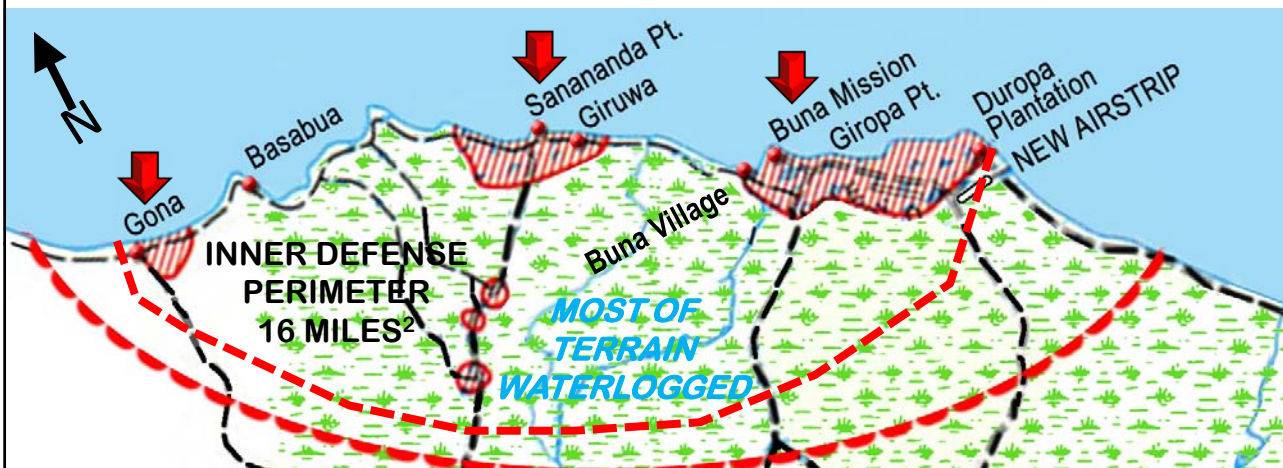 N
Gona
Basabua
Sanananda Pt.
Giruwa
Buna Mission
Giropa Pt.
Duropa
Plantation
NEW AIRSTRIP
Buna Village
INNER DEFENSE
PERIMETER
16 MILES²
MOST OF
TERRAIN
WATERLOGGED